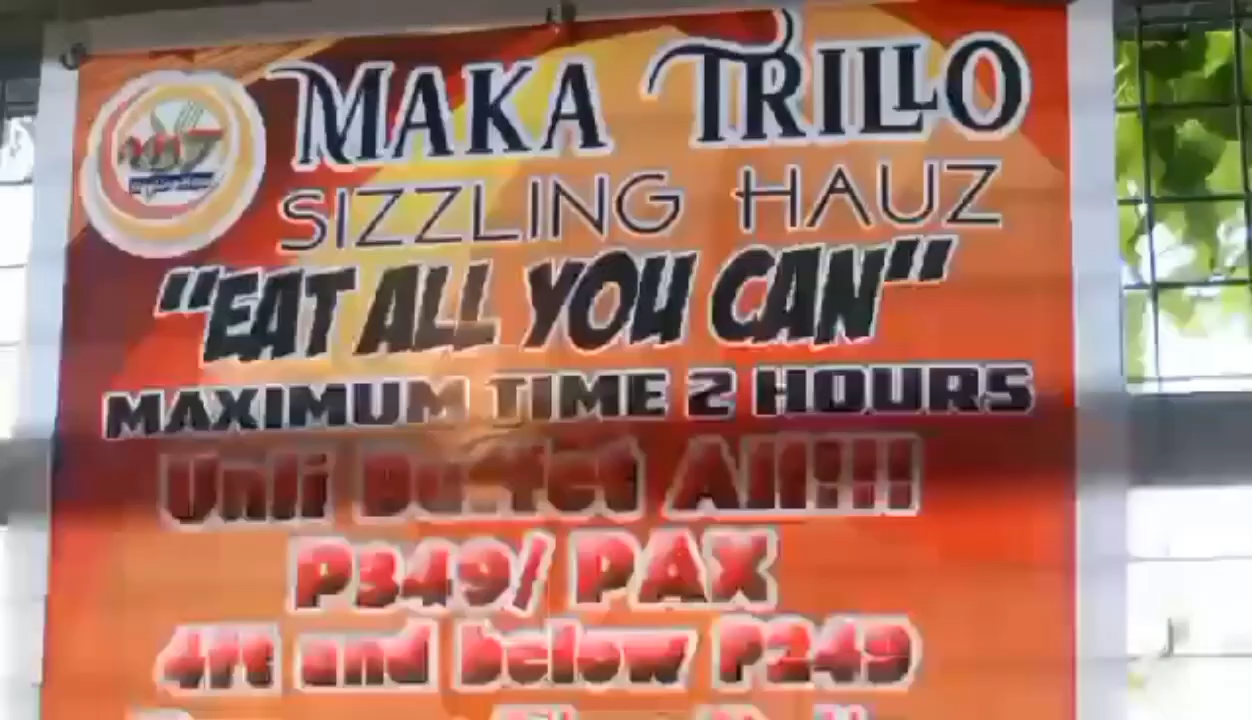 MAKA TRILLO
SIZZLING HAUZ
"EAT ALL YOU CAN"
MAXIMUM TIME 2 HOURS
Unli Buffet All!!!
P349/ PAX
4ft and below P249